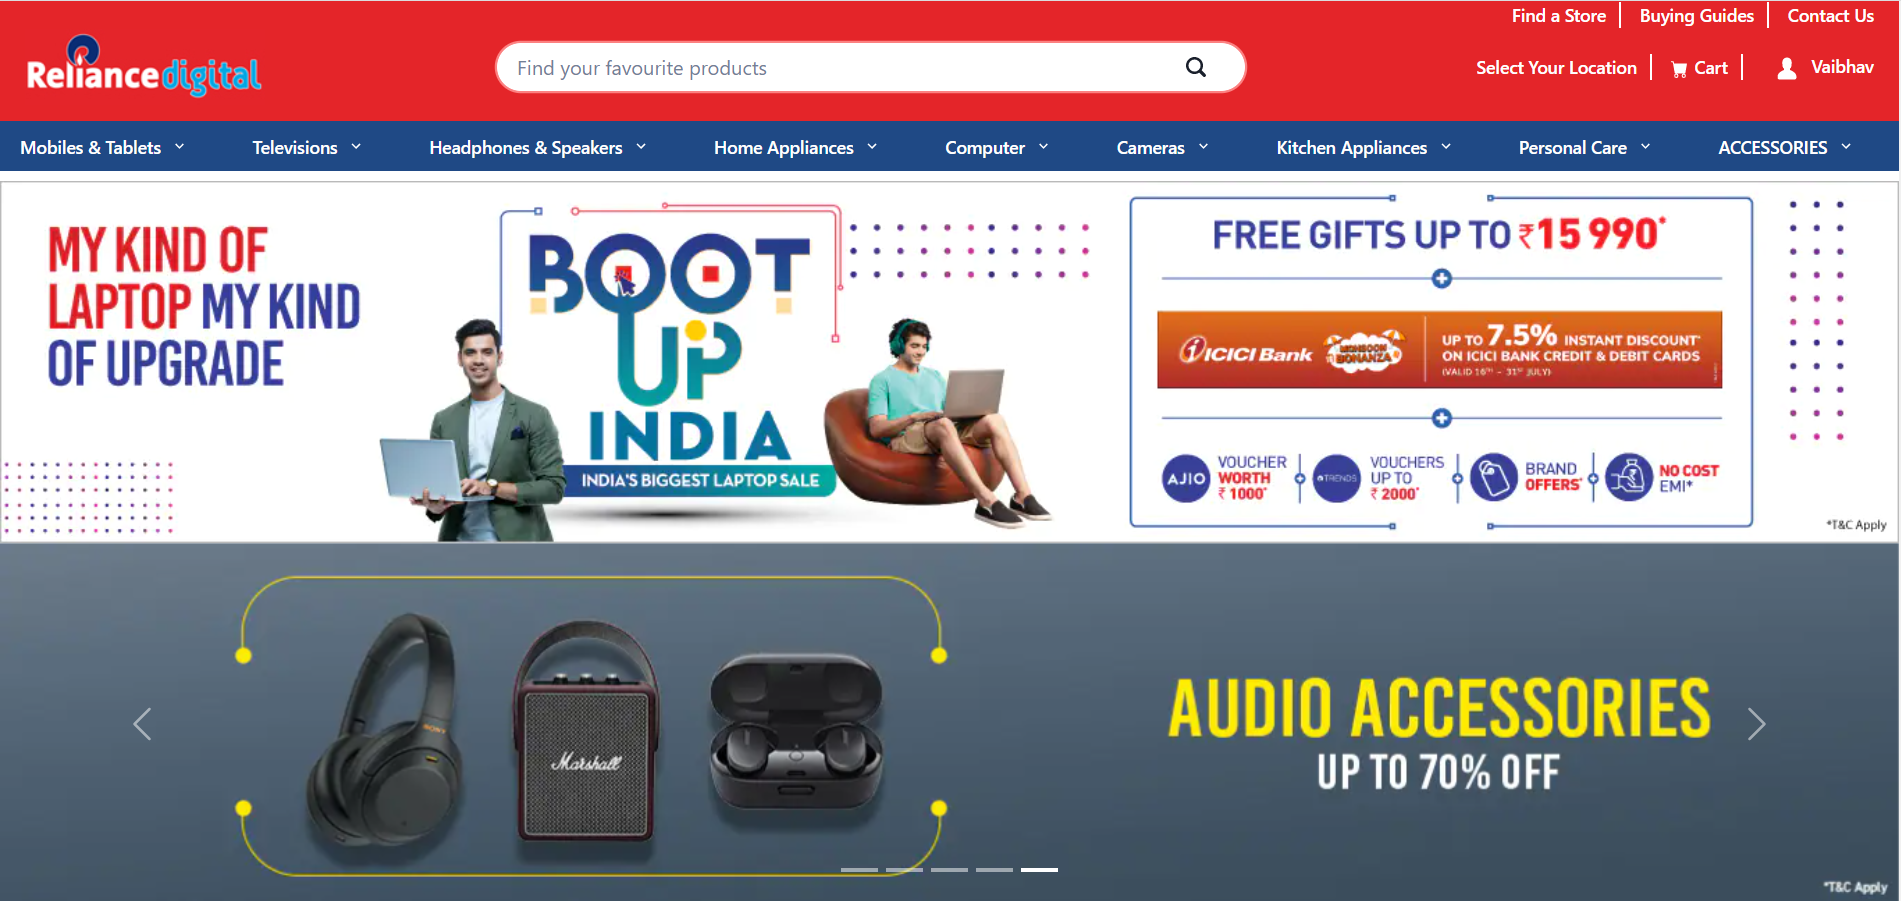 Find a Store
Buying Guides
Contact Us
Reliance digital
Find your favourite products
Select Your Location
Cart
Vaibhav
Mobiles & Tablets
Televisions
Headphones & Speakers
Home Appliances
Computer
Cameras
Kitchen Appliances
Personal Care
ACCESSORIES
MY KIND OF
LAPTOP MY KIND
OF UPGRADE
BOOT
UP
INDIA
INDIA'S BIGGEST LAPTOP SALE
FREE GIFTS UP TO ₹15 990*
ICICI Bank
MONSOON
BONANZA
UP TO 7.5% INSTANT DISCOUNT*
ON ICICI BANK CREDIT & DEBIT CARDS
(VALID 16TH - 31ST JULY)
AJIO
VOUCHER
WORTH
₹ 1000*
TRENDS
VOUCHERS
UP TO
₹ 2000*
BRAND
OFFERS*
NO COST
EMI*
*T&C Apply
SONY
Marshall
AUDIO ACCESSORIES
UP TO 70% OFF
*T&C Apply